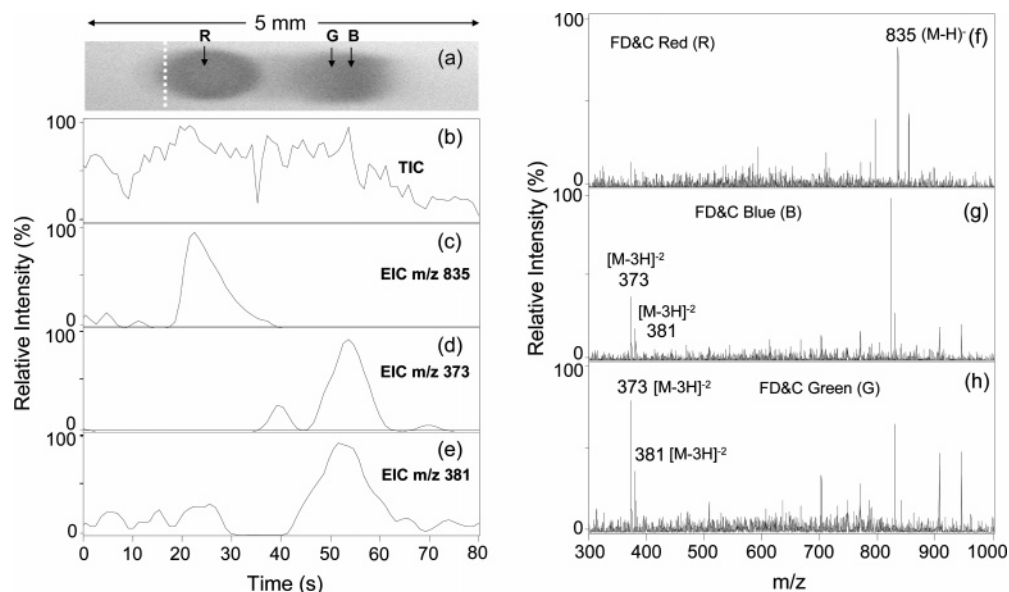 5 mm
R G B
(a)
100
(b)
TIC
0
100
(c)
EIC m/z 835
0
100
(d)
EIC m/z 373
0
100
(e)
EIC m/z 381
0
0 10 20 30 40 50 60 70 80
Time (s)
Relative Intensity (%)
100
835 (M-H)-
(f)
FD&C Red (R)
0
100
(g)
FD&C Blue (B)
[M-3H]-2
373
[M-3H]-2
381
0
100
(h)
373 [M-3H]-2
FD&C Green (G)
381 [M-3H]-2
0
300 400 500 600 700 800 900 1000
m/z
Relative Intensity (%)